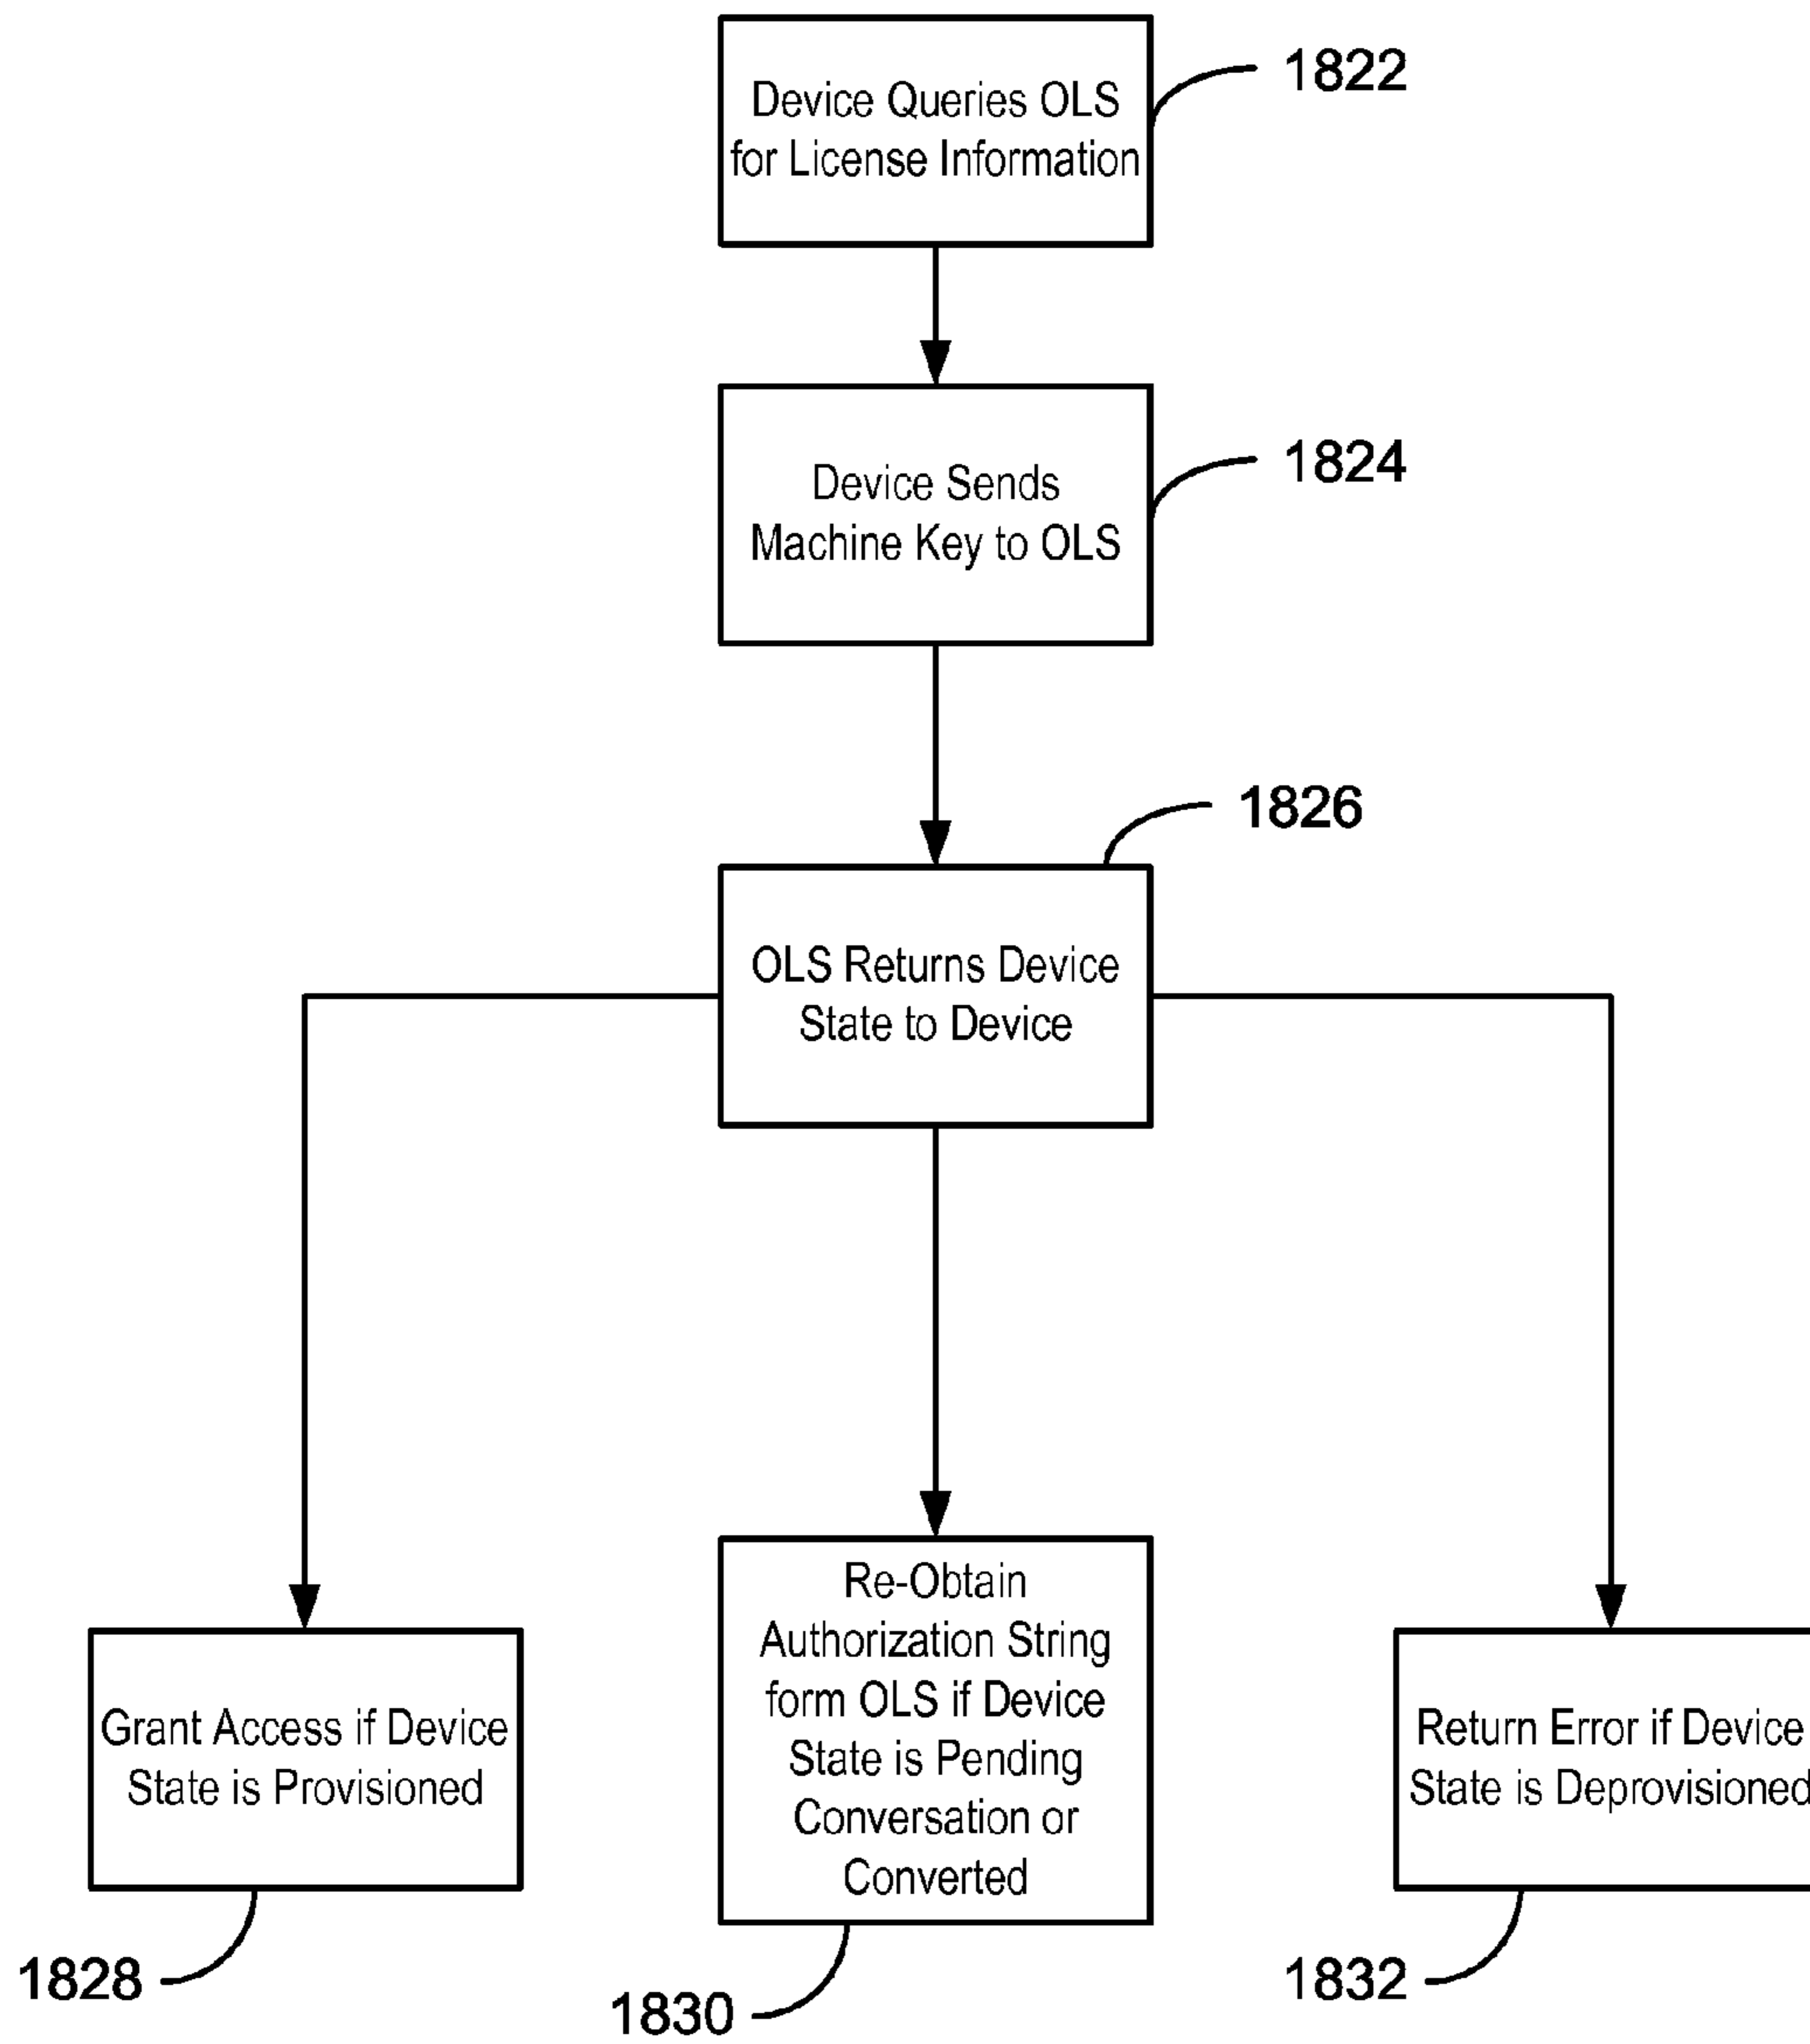 Device Queries OLS
for License Information
1822
Device Sends
Machine Key to OLS
1824
1826
OLS Returns Device
State to Device
Grant Access if Device
State is Provisioned
1828
Re-Obtain
Authorization String
form OLS if Device
State is Pending
Conversation or
Converted
1830
Return Error if Device
State is Deprovisioned
1832